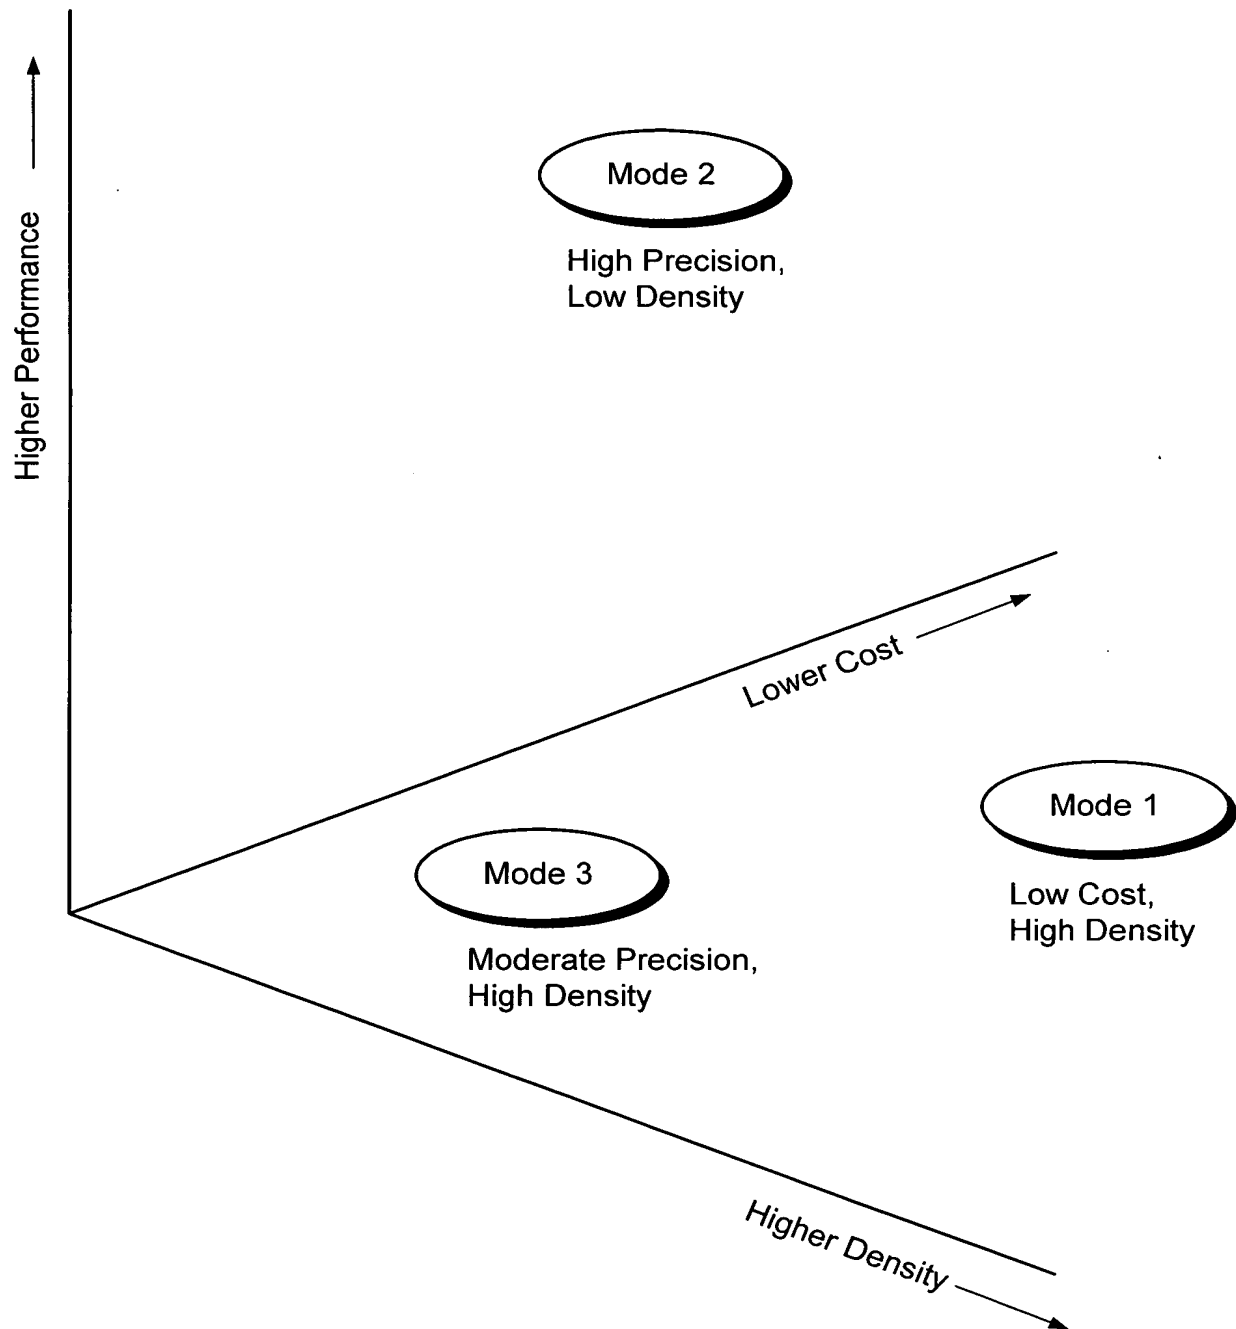 Higher Performance
Mode 2
High Precision,
Low Density
Lower Cost
Mode 1
Low Cost,
High Density
Mode 3
Moderate Precision,
High Density
Higher Density